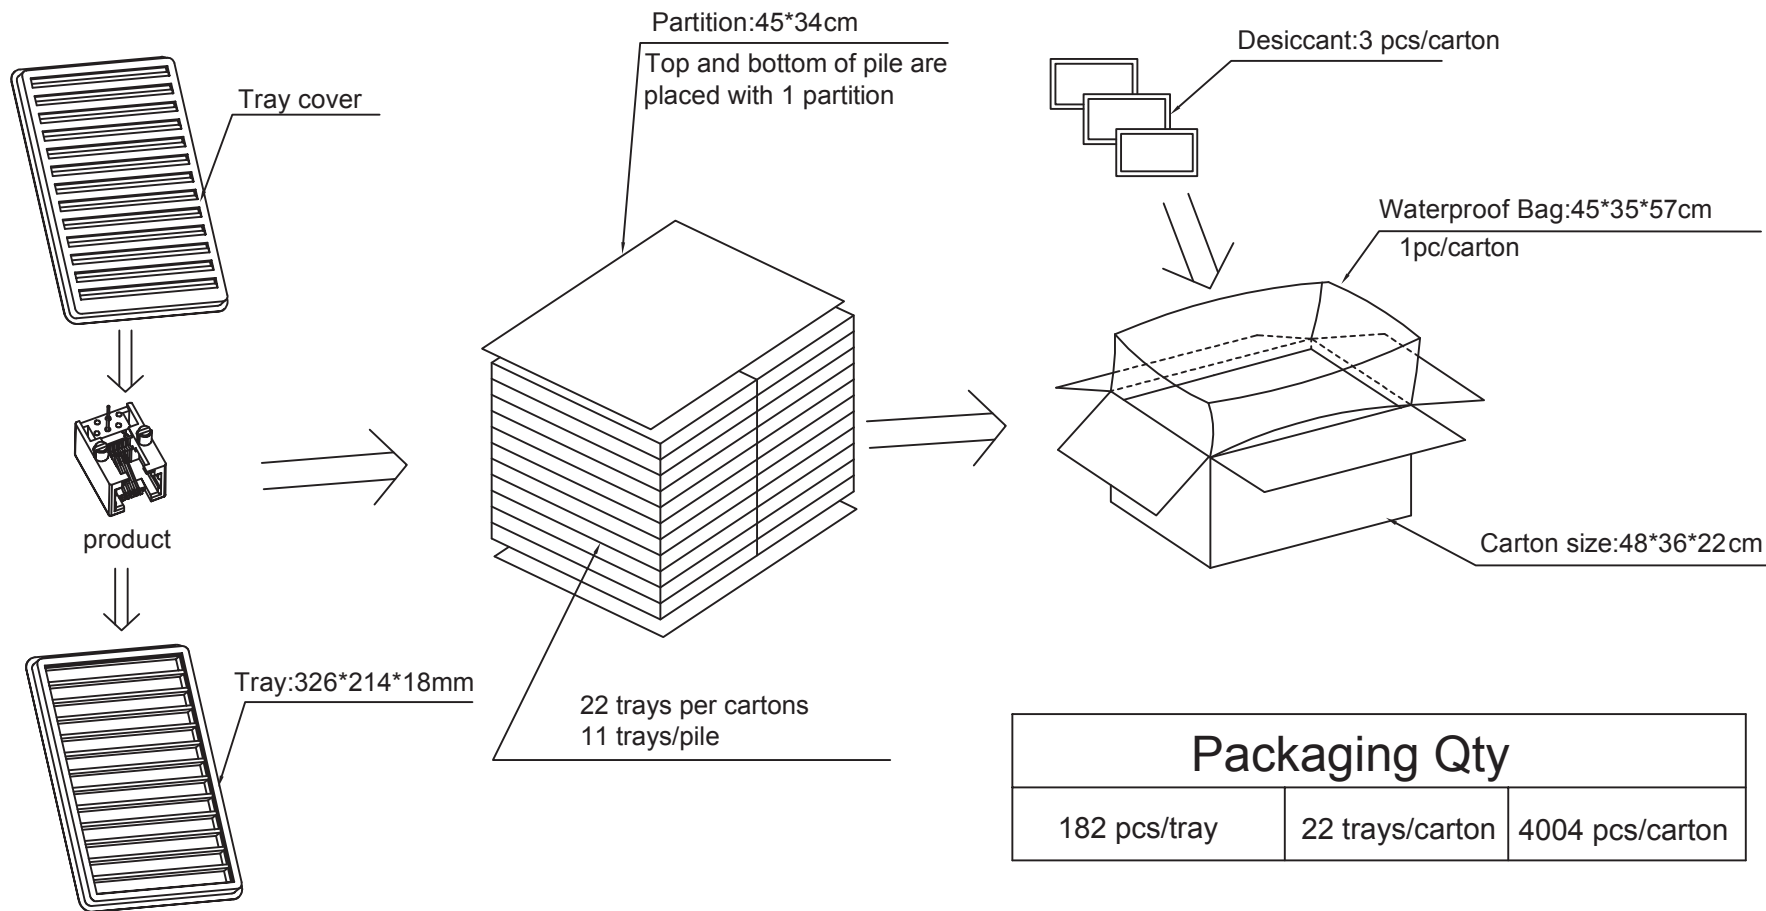 Partition:45*34cm
Top and bottom of pile are
placed with 1 partition
Desiccant:3 pcs/carton
Tray cover
Waterproof Bag:45*35*57cm
1pc/carton
product
Carton size:48*36*22cm
Tray:326*214*18mm
22 trays per cartons
11 trays/pile
Packaging Qty
182 pcs/tray
22 trays/carton
4004 pcs/carton